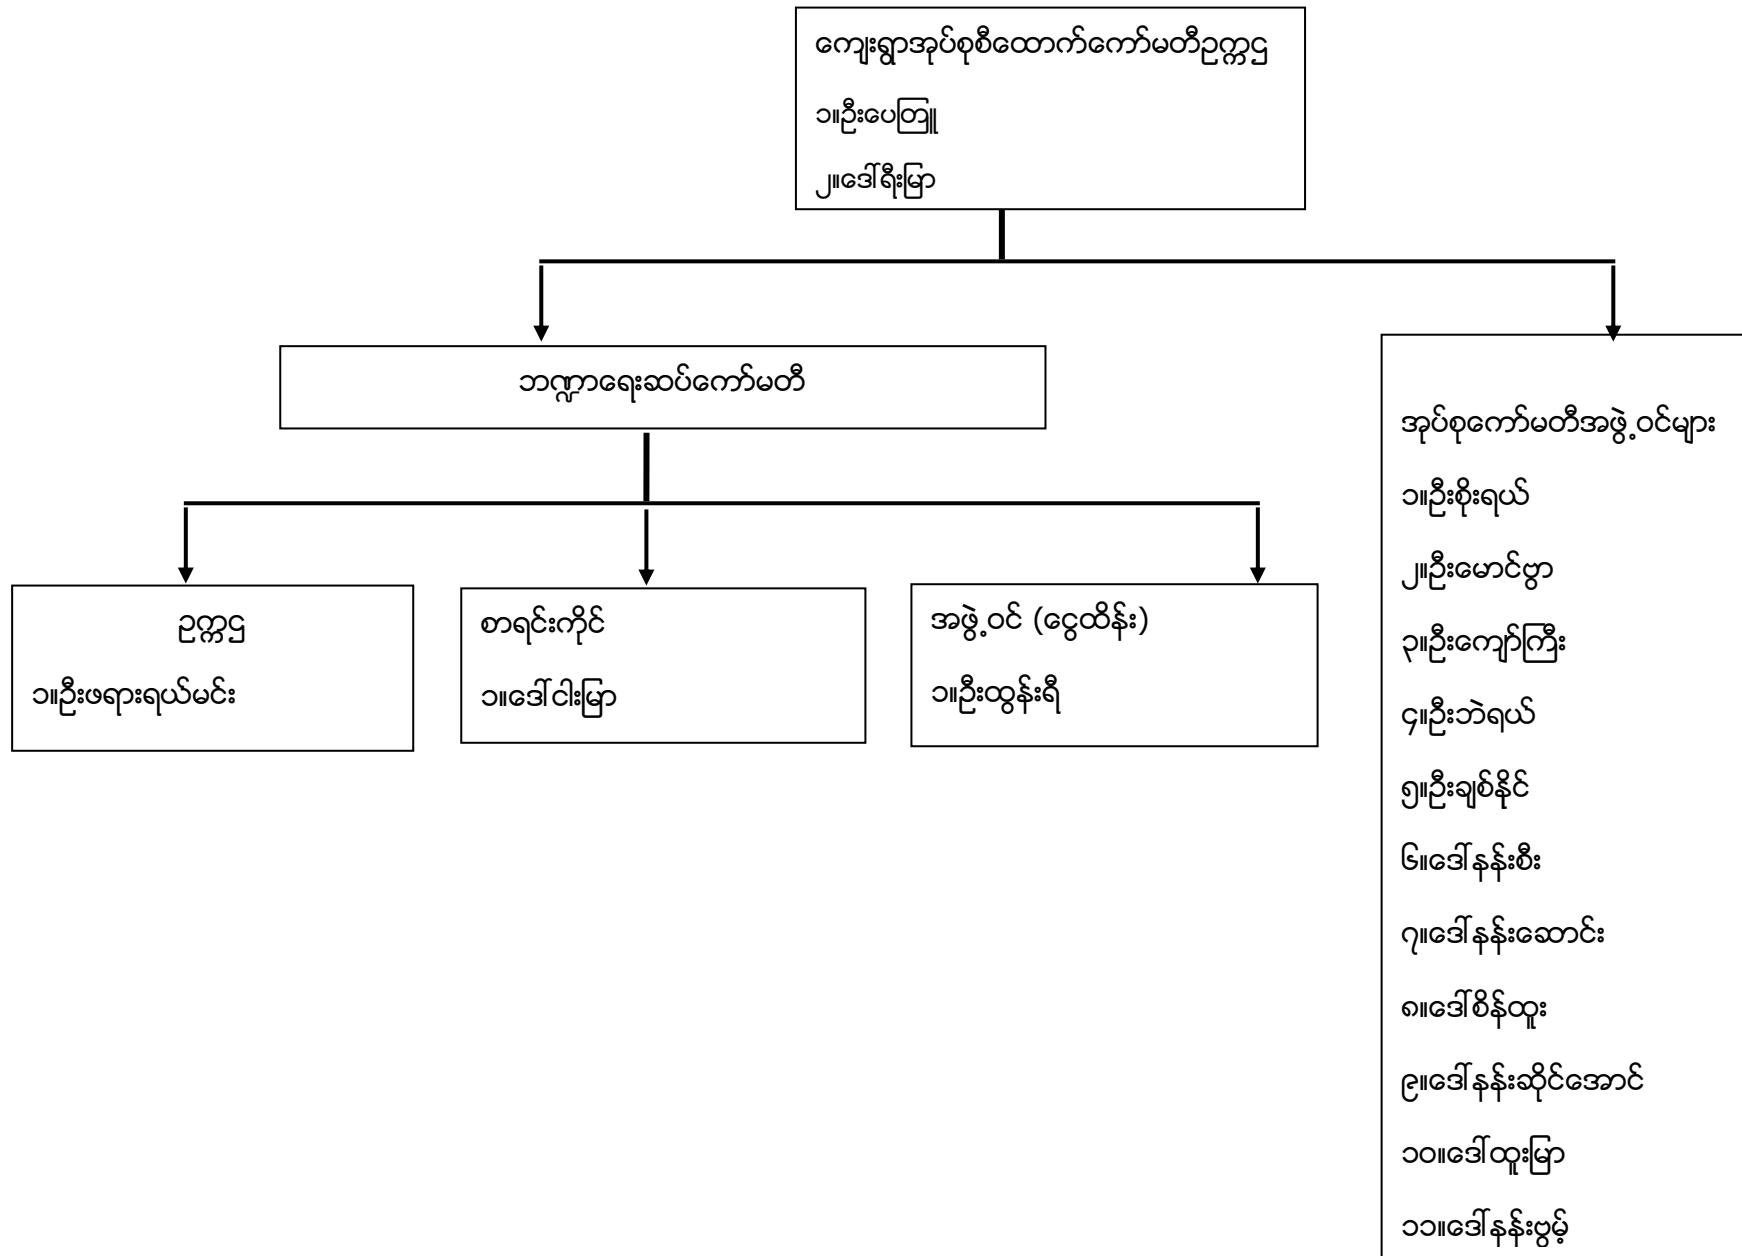 ကျေးရွာအုပ်စုစီထောက်ကော်မတီဥက္ကဌ
၁။ဦးပေတြူ
၂။ဒေါ်ရီးမြာ
ဘဏ္ဍာရေးဆပ်ကော်မတီ
ဥက္ကဌ
၁။ဦးဖရားရယ်မင်း
စာရင်းကိုင်
၁။ဒေါ်ငါးမြာ
အဖွဲ့ဝင် (ငွေထိန်း)
၁။ဦးထွန်းရီ
အုပ်စုကော်မတီအဖွဲ့ဝင်များ
၁။ဦးစိုးရယ်
၂။ဦးမောင်ဗွာ
၃။ဦးကျော်ကြီး
၄။ဦးဘဲရယ်
၅။ဦးချစ်နိုင်
၆။ဒေါ်နန်းစီး
၇။ဒေါ်နန်းဆောင်း
၈။ဒေါ်စိန်ထူး
၉။ဒေါ်နန်းဆိုင်အောင်
၁၀။ဒေါ်ထူးမြာ
၁၁။ဒေါ်နန်းဗွမ့်